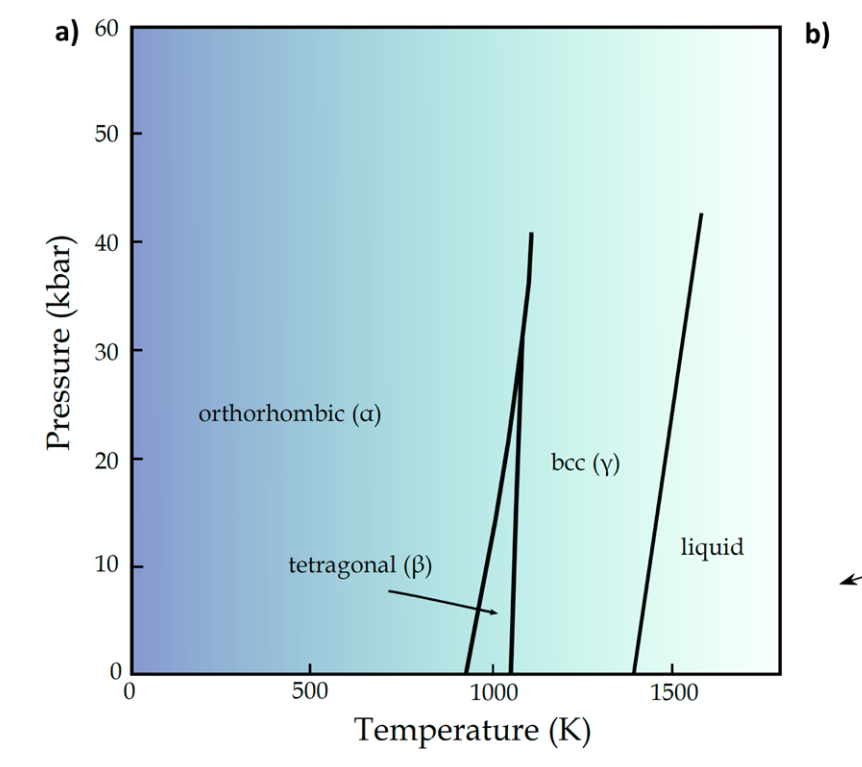 a)
b)
60
50
40
30
20
10
0
Pressure (kbar)
orthorhombic (α)
bcc (γ)
tetragonal (β)
liquid
0
500
1000
1500
Temperature (K)